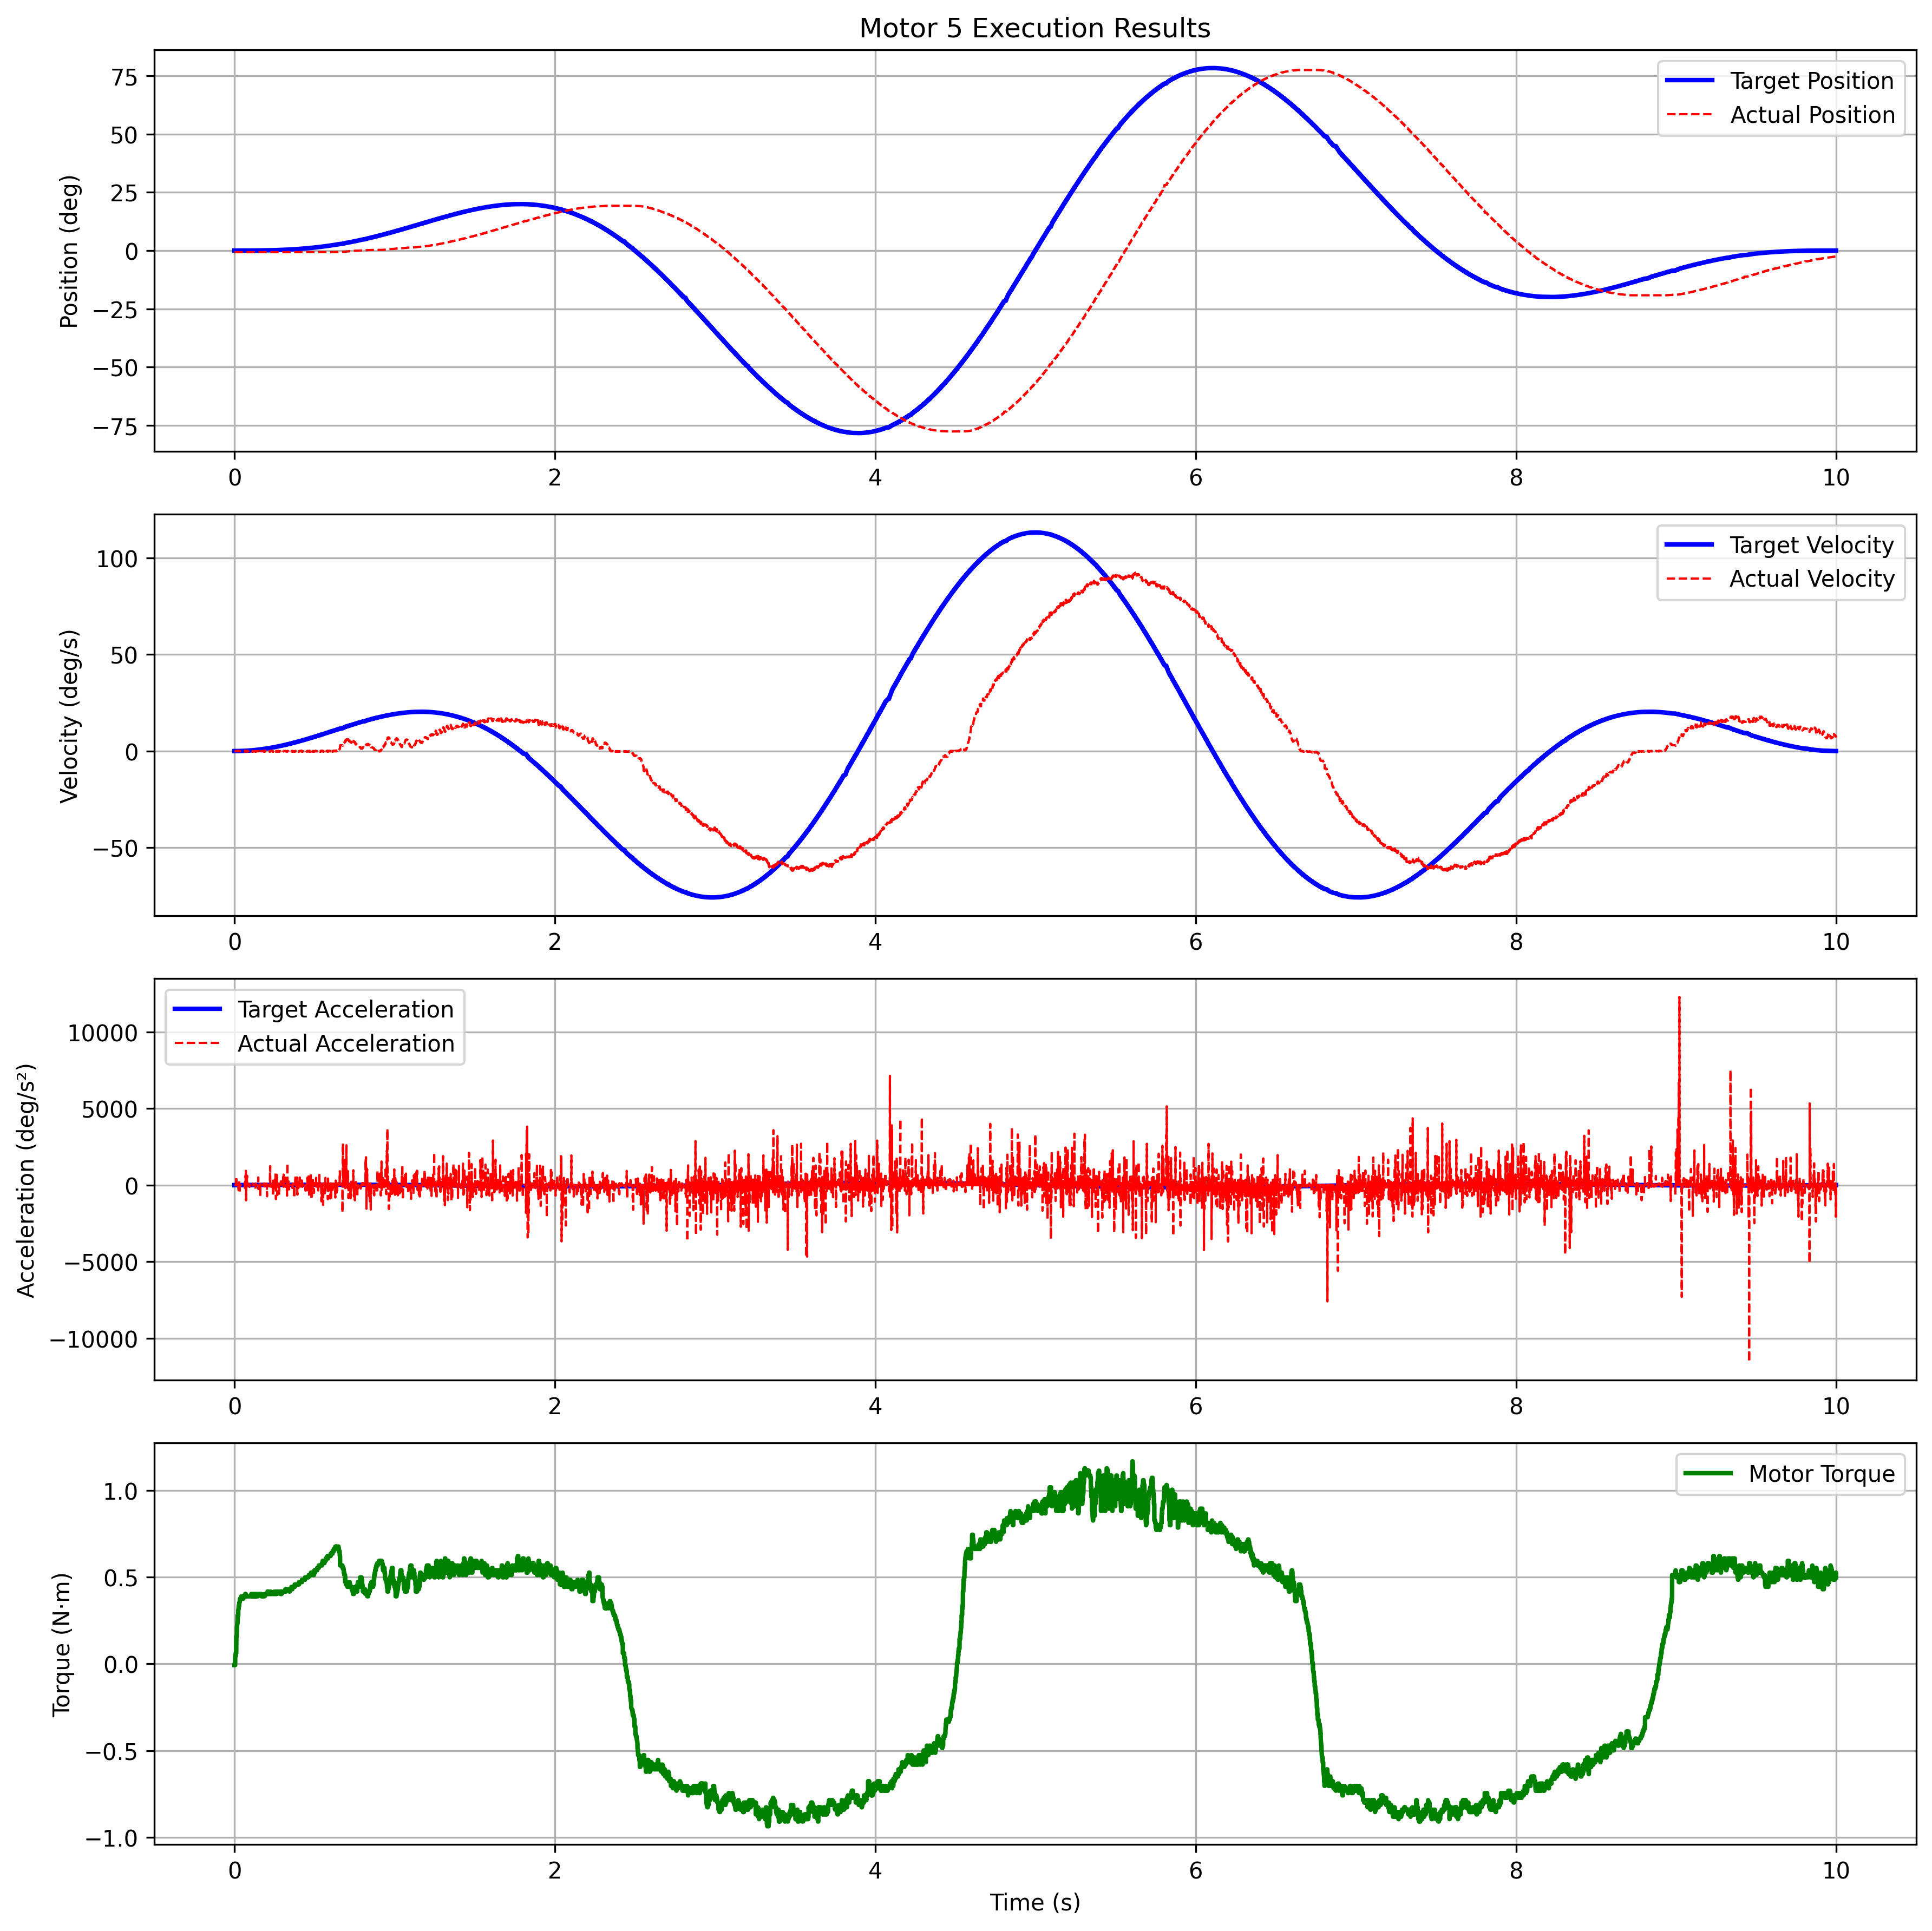 Motor 5 Execution Results
Position (deg)
75
50
25
0
−25
−50
−75
Target Position
Actual Position
0 2 4 6 8 10
Velocity (deg/s)
100
50
0
−50
Target Velocity
Actual Velocity
0 2 4 6 8 10
Acceleration (deg/s²)
10000
5000
0
−5000
−10000
Target Acceleration
Actual Acceleration
0 2 4 6 8 10
Torque (N·m)
1.0
0.5
0.0
−0.5
−1.0
Motor Torque
0 2 4 6 8 10
Time (s)